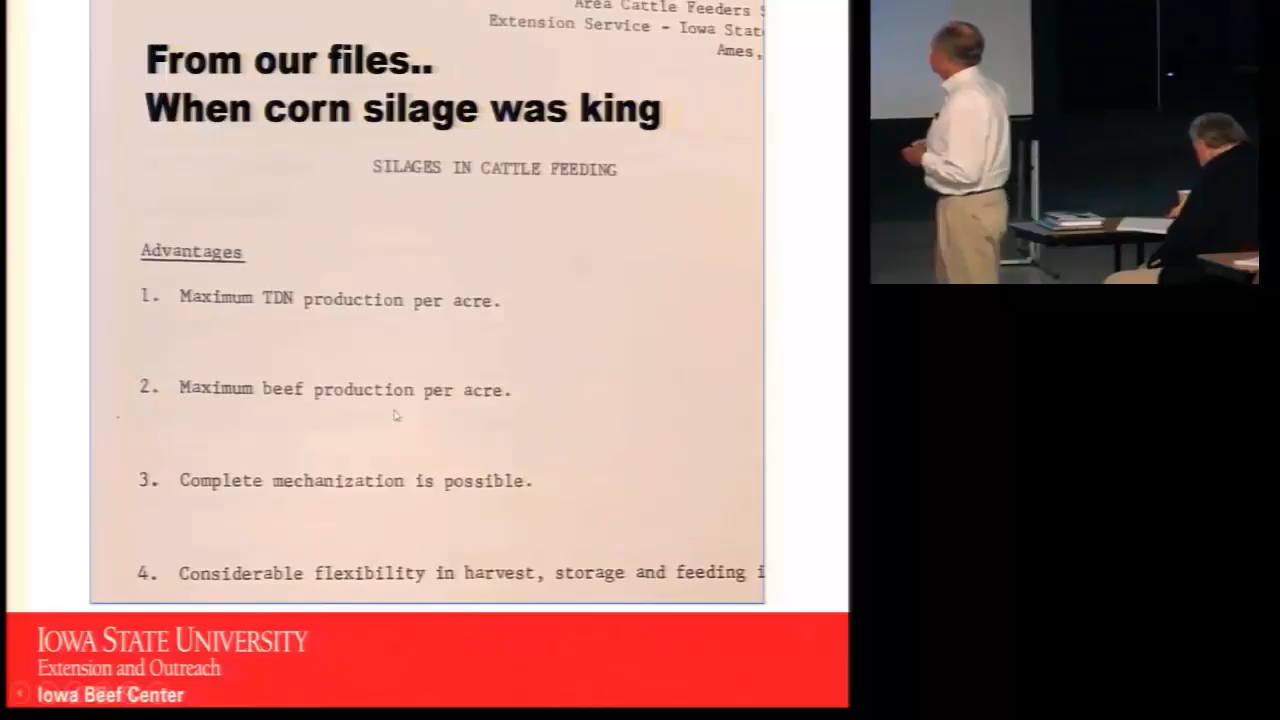 Area Cattle Feeders
Extension Service - Iowa Stat
Ames,
From our files..
When corn silage was king
SILAGES IN CATTLE FEEDING
Advantages
1. Maximum TDN production per acre.
2. Maximum beef production per acre.
3. Complete mechanization is possible.
4. Considerable flexibility in harvest, storage and feeding i
IOWA STATE UNIVERSITY
Extension and Outreach
Iowa Beef Center